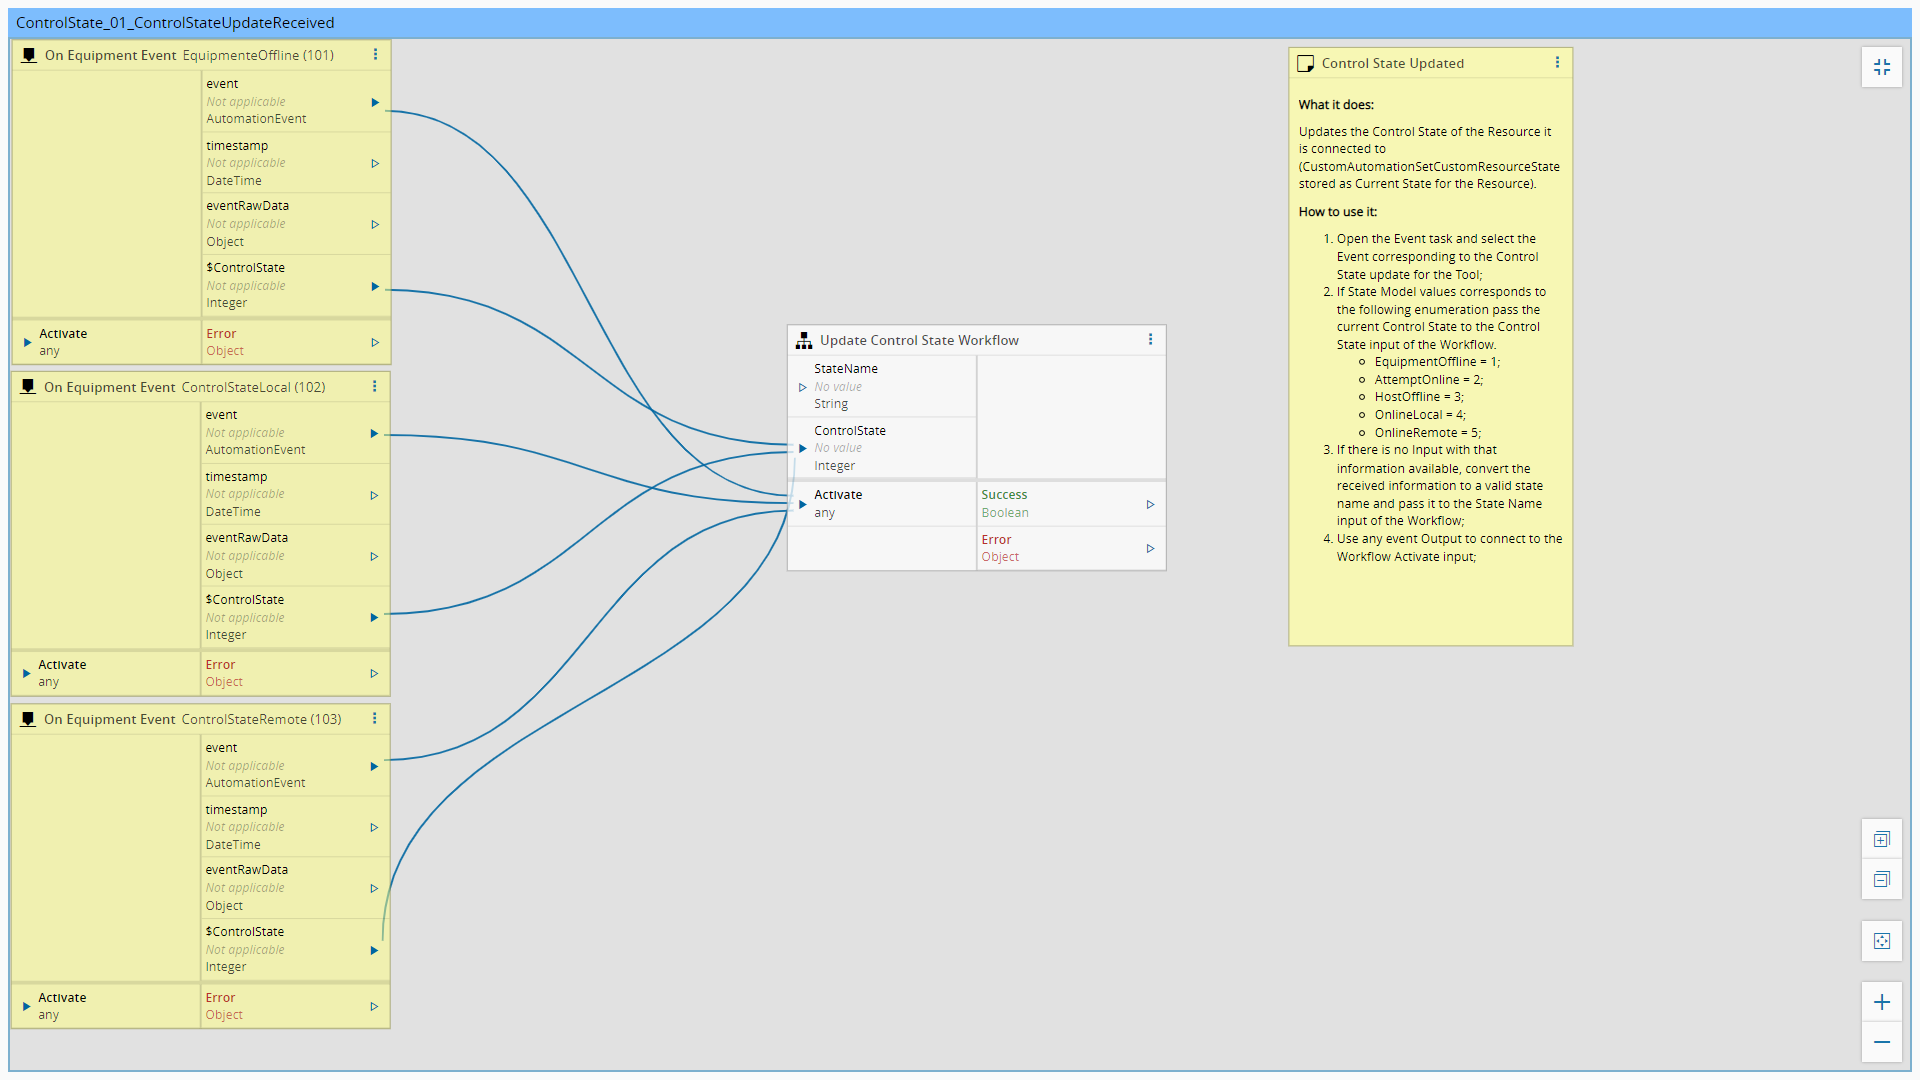 ControlState_01_ControlStateUpdateReceived
On Equipment Event EquipmenteOffline (101)
event
Not applicable
AutomationEvent
timestamp
Not applicable
DateTime
eventRawData
Not applicable
Object
$ControlState
Not applicable
Integer
Activate
any
Error
Object
On Equipment Event ControlStateLocal (102)
event
Not applicable
AutomationEvent
timestamp
Not applicable
DateTime
eventRawData
Not applicable
Object
$ControlState
Not applicable
Integer
Activate
any
Error
Object
On Equipment Event ControlStateRemote (103)
event
Not applicable
AutomationEvent
timestamp
Not applicable
DateTime
eventRawData
Not applicable
Object
$ControlState
Not applicable
Integer
Activate
any
Error
Object
Update Control State Workflow
StateName
No value
String
ControlState
No value
Integer
Activate
any
Success
Boolean
Error
Object
Control State Updated
What it does:
Updates the Control State of the Resource it
is connected to
(CustomAutomationSetCustomResourceState
stored as Current State for the Resource).
How to use it:
1. Open the Event task and select the
Event corresponding to the Control
State update for the Tool;
2. If State Model values corresponds to
the following enumeration pass the
current Control State to the Control
State input of the Workflow.
EquipmentOffline = 1;
AttemptOnline = 2;
HostOffline = 3;
OnlineLocal = 4;
OnlineRemote = 5;
3. If there is no Input with that
information available, convert the
received information to a valid state
name and pass it to the State Name
input of the Workflow;
4. Use any event Output to connect to the
Workflow Activate input;